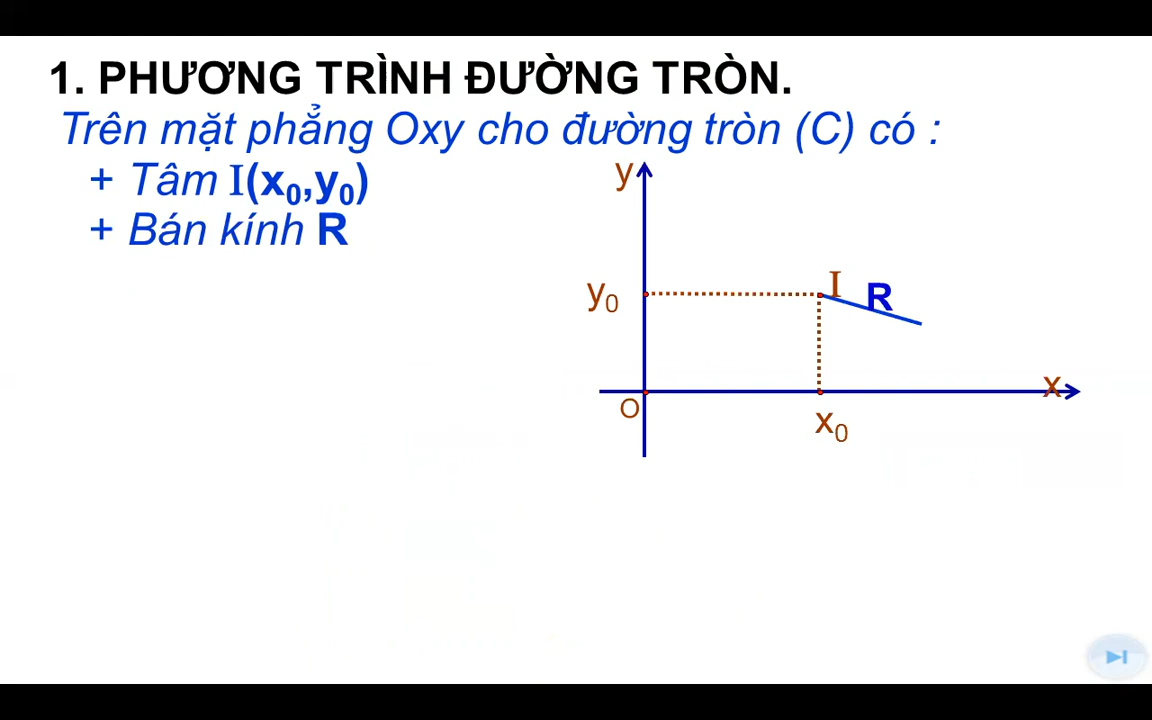 1. PHƯƠNG TRÌNH ĐƯỜNG TRÒN.
Trên mặt phẳng Oxy cho đường tròn (C) có :
+ Tâm I(x₀,y₀)
+ Bán kính R
y
y₀
I
R
x
O
x₀